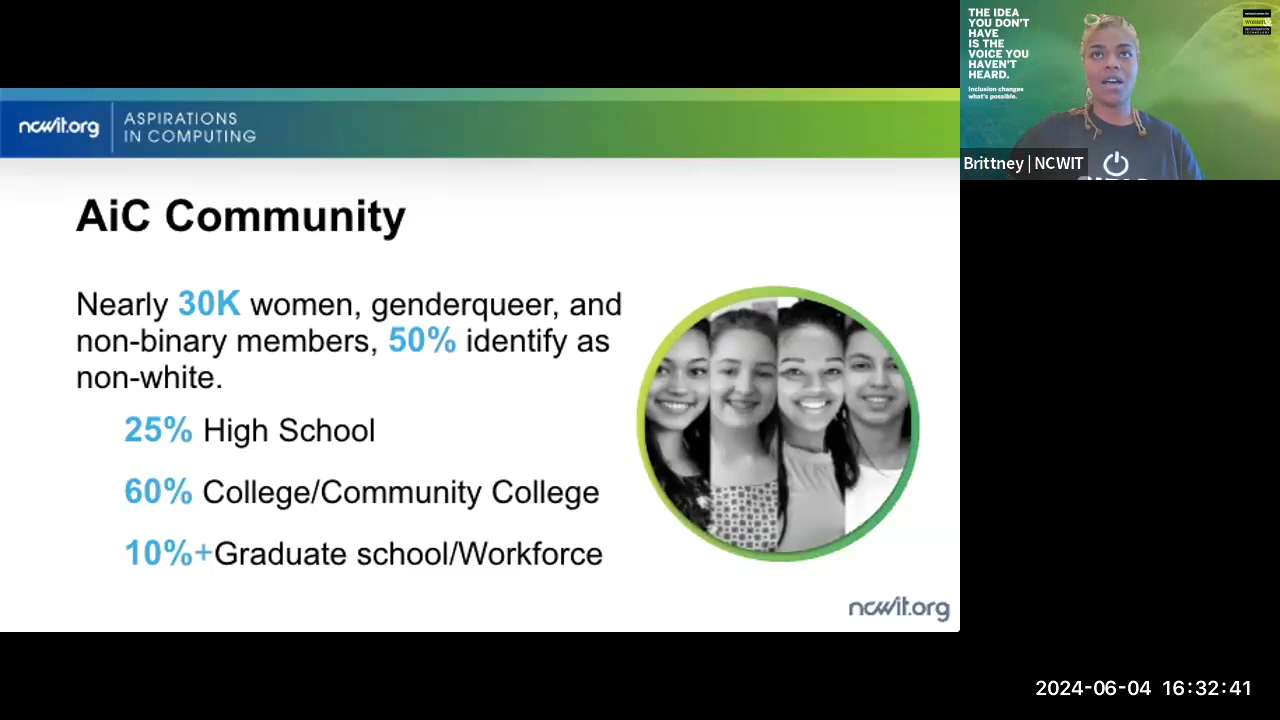 ncwit.org
ASPIRATIONS
IN COMPUTING
AiC Community
Nearly 30K women, genderqueer, and
non-binary members, 50% identify as
non-white.
25% High School
60% College/Community College
10%+Graduate school/Workforce
ncwit.org
THE IDEA
YOU DON'T
HAVE
IS THE
VOICE YOU
HAVEN'T
HEARD.
Inclusion changes
what's possible.
Brittney | NCWIT
2024-06-04 16:32:41